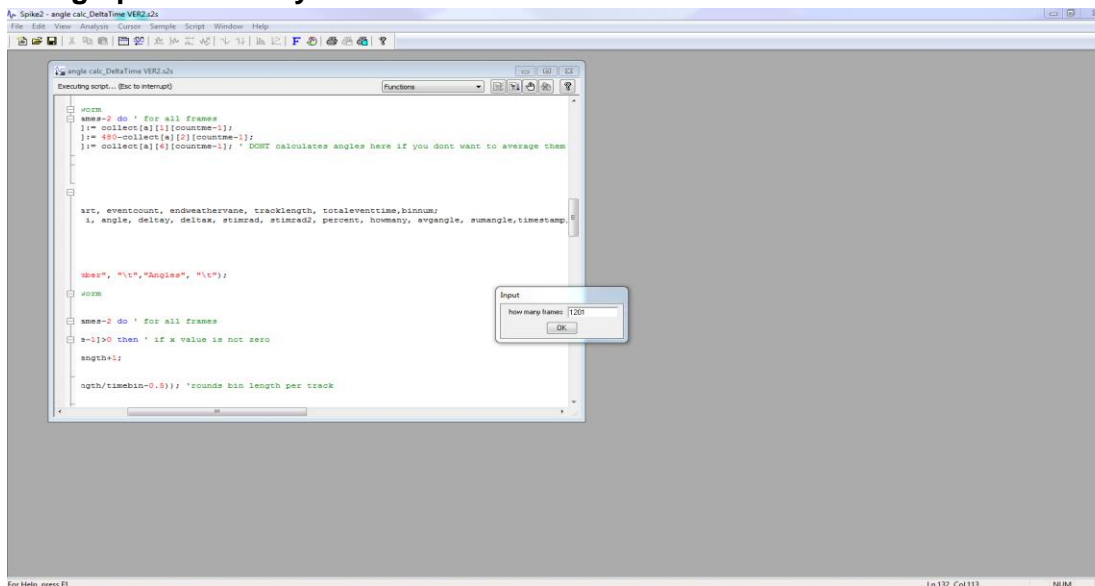 Spike2 - angle calc_DeltaTime VER2.s2s
File Edit View Analysis Cursor Sample Script Window Help
angle calc_DeltaTime VER2.s2s
Executing script... (Esc to interrupt)
Functions
worm
ames-2 do ' for all frames
]:= collect[a][1][countme-1];
]:= 480-collect[a][2][countme-1];
]:= collect[a][6][countme-1]; ' DONT calculates angles here if you dont want to average them
art, eventcount, endweathervane, tracklength, totaleventtime,binnum;
i, angle, deltay, deltax, stimrad, stimrad2, percent, howmany, avgangle, sumangle,timestamp,
mber", "\t","Angles", "\t");
worm
ames-2 do ' for all frames
e-1]>0 then ' if x value is not zero
ength+1;
ngth/timebin-0.5)); 'rounds bin length per track
Input
how many frames 1201
OK
For Help, press F1
Ln 132, Col 113
NUM